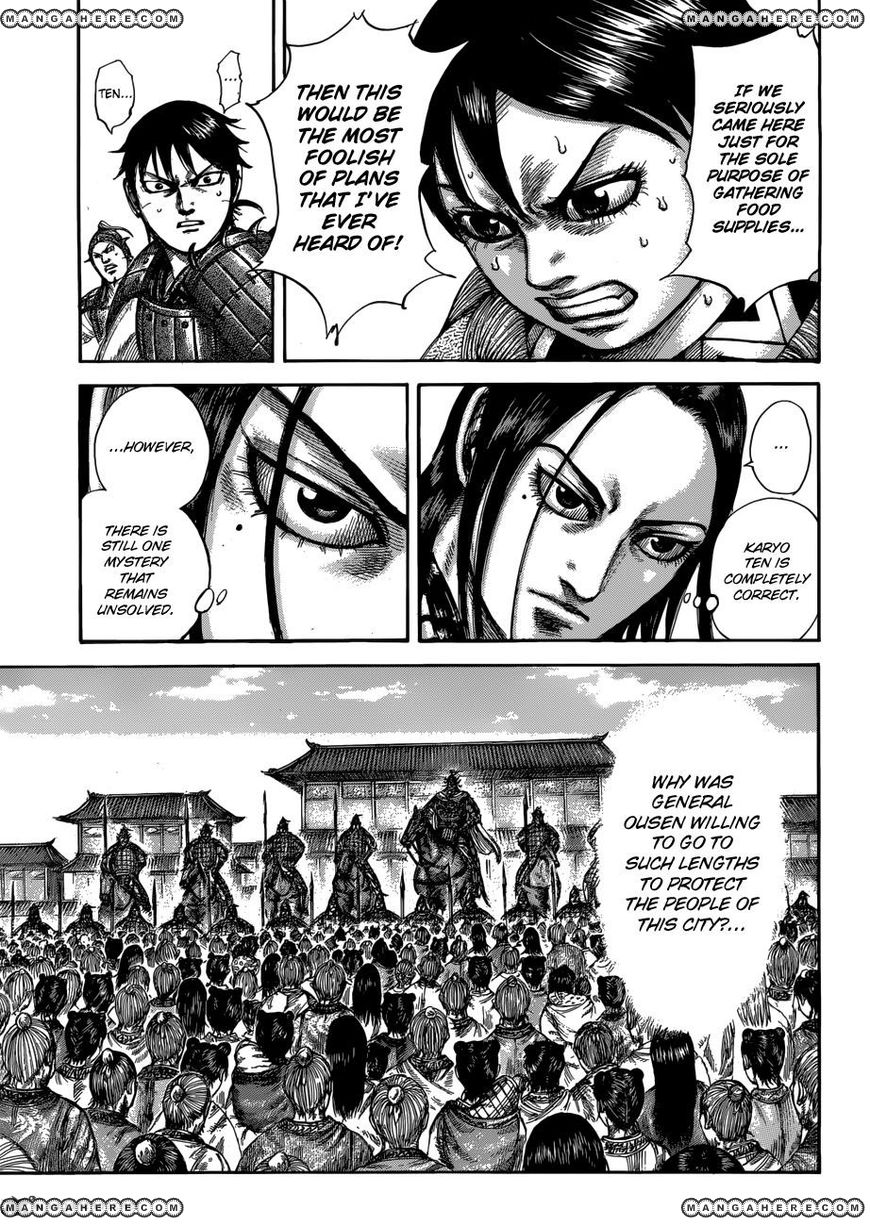 MANGAHERE.COM
MANGAHERE.COM
IF WE
SERIOUSLY
CAME HERE
JUST FOR
THE SOLE
PURPOSE OF
GATHERING
FOOD
SUPPLIES...
THEN THIS
WOULD BE
THE MOST
FOOLISH
OF PLANS
THAT I'VE
EVER
HEARD OF!
...
TEN...
...
KARYO
TEN IS
COMPLETELY
CORRECT.
...HOWEVER,
THERE IS
STILL ONE
MYSTERY
THAT
REMAINS
UNSOLVED.
WHY WAS
GENERAL
OUSEN WILLING
TO GO TO
SUCH LENGTHS
TO PROTECT
THE PEOPLE OF
THIS CITY?...
MANGAHERE.COM
MANGAHERE.COM